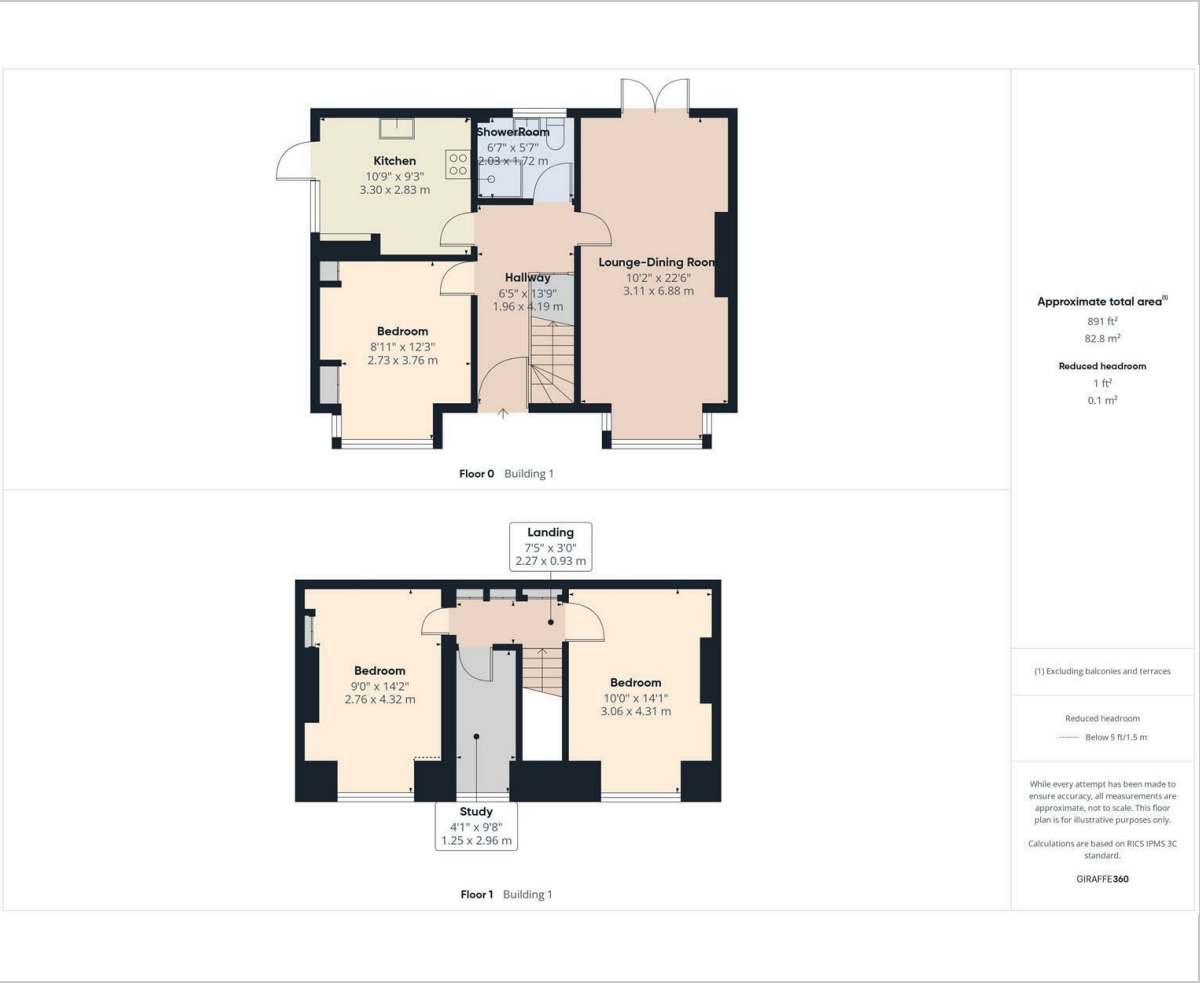 Kitchen
10'9" x 9'3"
3.30 x 2.83 m
ShowerRoom
6'7" x 5'7"
2.03 x 1.72 m
Lounge-Dining Room
10'2" x 22'6"
3.11 x 6.88 m
Hallway
6'5" x 13'9"
1.96 x 4.19 m
Bedroom
8'11" x 12'3"
2.73 x 3.76 m
Floor 0 Building 1
Landing
7'5" x 3'0"
2.27 x 0.93 m
Bedroom
9'0" x 14'2"
2.76 x 4.32 m
Bedroom
10'0" x 14'1"
3.06 x 4.31 m
Study
4'1" x 9'8"
1.25 x 2.96 m
Floor 1 Building 1
Approximate total area(1)
891 ft²
82.8 m²
Reduced headroom
1 ft²
0.1 m²
(1) Excluding balconies and terraces
Reduced headroom
Below 5 ft/1.5 m
While every attempt has been made to
ensure accuracy, all measurements are
approximate, not to scale. This floor
plan is for illustrative purposes only.
Calculations are based on RICS IPMS 3C
standard.
GIRAFFE360